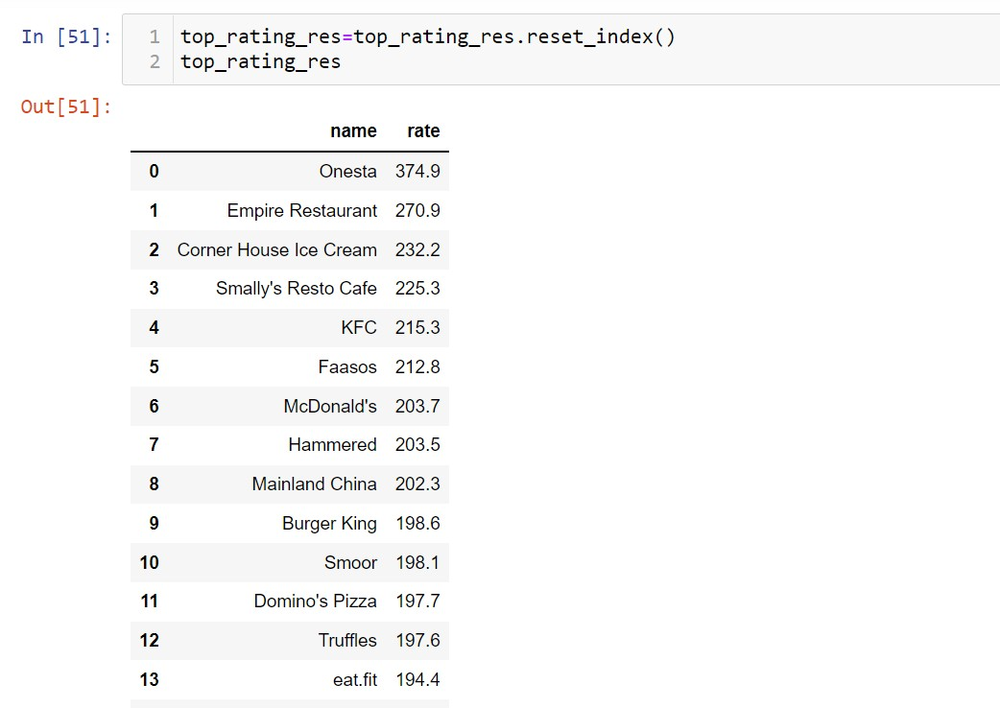 In [51]: 1 top_rating_res=top_rating_res.reset_index()
2 top_rating_res
Out[51]:
name rate
0 Onesta 374.9
1 Empire Restaurant 270.9
2 Corner House Ice Cream 232.2
3 Smally's Resto Cafe 225.3
4 KFC 215.3
5 Faasos 212.8
6 McDonald's 203.7
7 Hammered 203.5
8 Mainland China 202.3
9 Burger King 198.6
10 Smoor 198.1
11 Domino's Pizza 197.7
12 Truffles 197.6
13 eat.fit 194.4